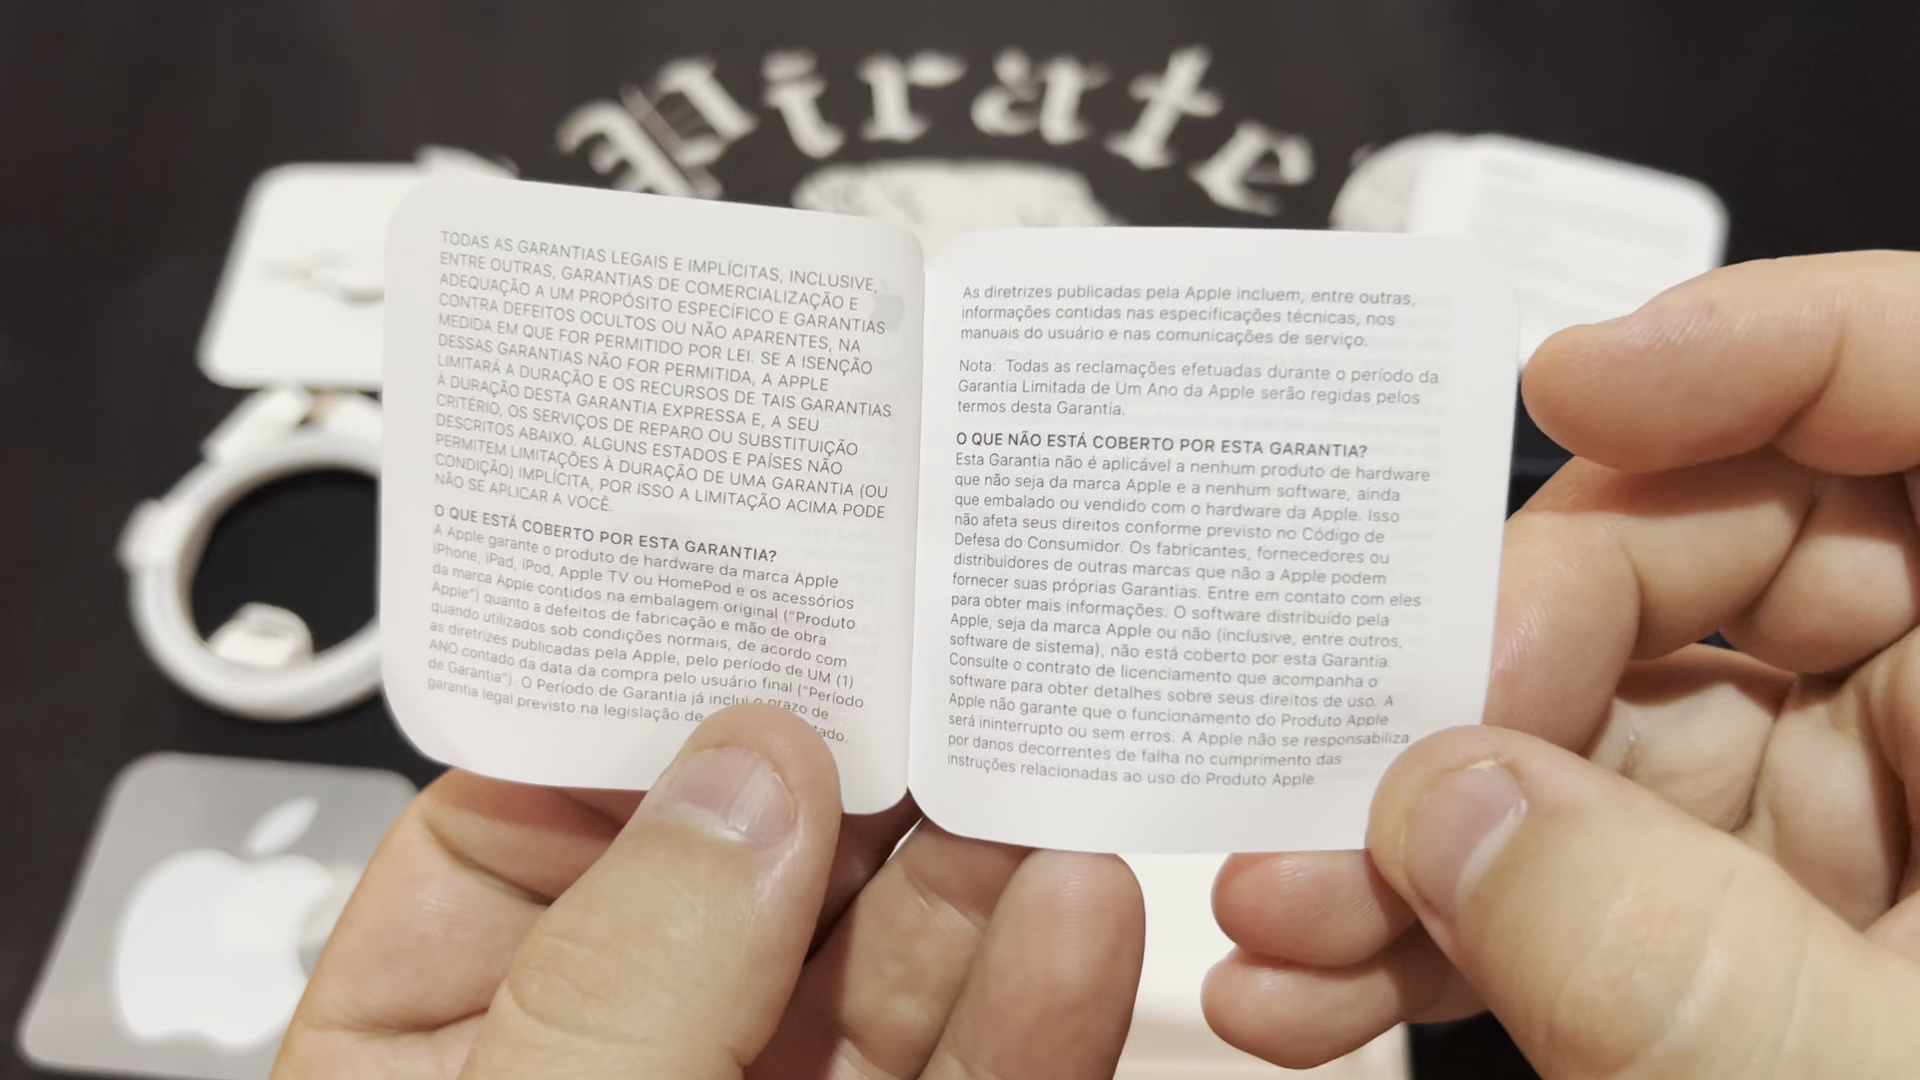 Pirate
TODAS AS GARANTIAS LEGAIS E IMPLÍCITAS, INCLUSIVE,
ENTRE OUTRAS, GARANTIAS DE COMERCIALIZAÇÃO E
ADEQUAÇÃO A UM PROPÓSITO ESPECÍFICO E GARANTIAS
CONTRA DEFEITOS OCULTOS OU NÃO APARENTES, NA
MEDIDA EM QUE FOR PERMITIDO POR LEI. SE A ISENÇÃO
DESSAS GARANTIAS NÃO FOR PERMITIDA, A APPLE
LIMITARÁ A DURAÇÃO E OS RECURSOS DE TAIS GARANTIAS
À DURAÇÃO DESTA GARANTIA EXPRESSA E, A SEU
CRITÉRIO, OS SERVIÇOS DE REPARO OU SUBSTITUIÇÃO
DESCRITOS ABAIXO. ALGUNS ESTADOS E PAÍSES NÃO
PERMITEM LIMITAÇÕES À DURAÇÃO DE UMA GARANTIA (OU
CONDIÇÃO) IMPLÍCITA, POR ISSO A LIMITAÇÃO ACIMA PODE
NÃO SE APLICAR A VOCÊ.
O QUE ESTÁ COBERTO POR ESTA GARANTIA?
A Apple garante o produto de hardware da marca Apple
iPhone, iPad, iPod, Apple TV ou HomePod e os acessórios
da marca Apple contidos na embalagem original (“Produto
Apple”) quanto a defeitos de fabricação e mão de obra
quando utilizados sob condições normais, de acordo com
as diretrizes publicadas pela Apple, pelo período de UM (1)
ANO contado da data da compra pelo usuário final (“Período
de Garantia”). O Período de Garantia já inclui o prazo de
garantia legal previsto na legislação de
As diretrizes publicadas pela Apple incluem, entre outras,
informações contidas nas especificações técnicas, nos
manuais do usuário e nas comunicações de serviço.
Nota: Todas as reclamações efetuadas durante o período da
Garantia Limitada de Um Ano da Apple serão regidas pelos
termos desta Garantia.
O QUE NÃO ESTÁ COBERTO POR ESTA GARANTIA?
Esta Garantia não é aplicável a nenhum produto de hardware
que não seja da marca Apple e a nenhum software, ainda
que embalado ou vendido com o hardware da Apple. Isso
não afeta seus direitos conforme previsto no Código de
Defesa do Consumidor. Os fabricantes, fornecedores ou
distribuidores de outras marcas que não a Apple podem
fornecer suas próprias Garantias. Entre em contato com eles
para obter mais informações. O software distribuído pela
Apple, seja da marca Apple ou não (inclusive, entre outros,
software de sistema), não está coberto por esta Garantia.
Consulte o contrato de licenciamento que acompanha o
software para obter detalhes sobre seus direitos de uso. A
Apple não garante que o funcionamento do Produto Apple
será ininterrupto ou sem erros. A Apple não se responsabiliza
por danos decorrentes de falha no cumprimento das
instruções relacionadas ao uso do Produto Apple.